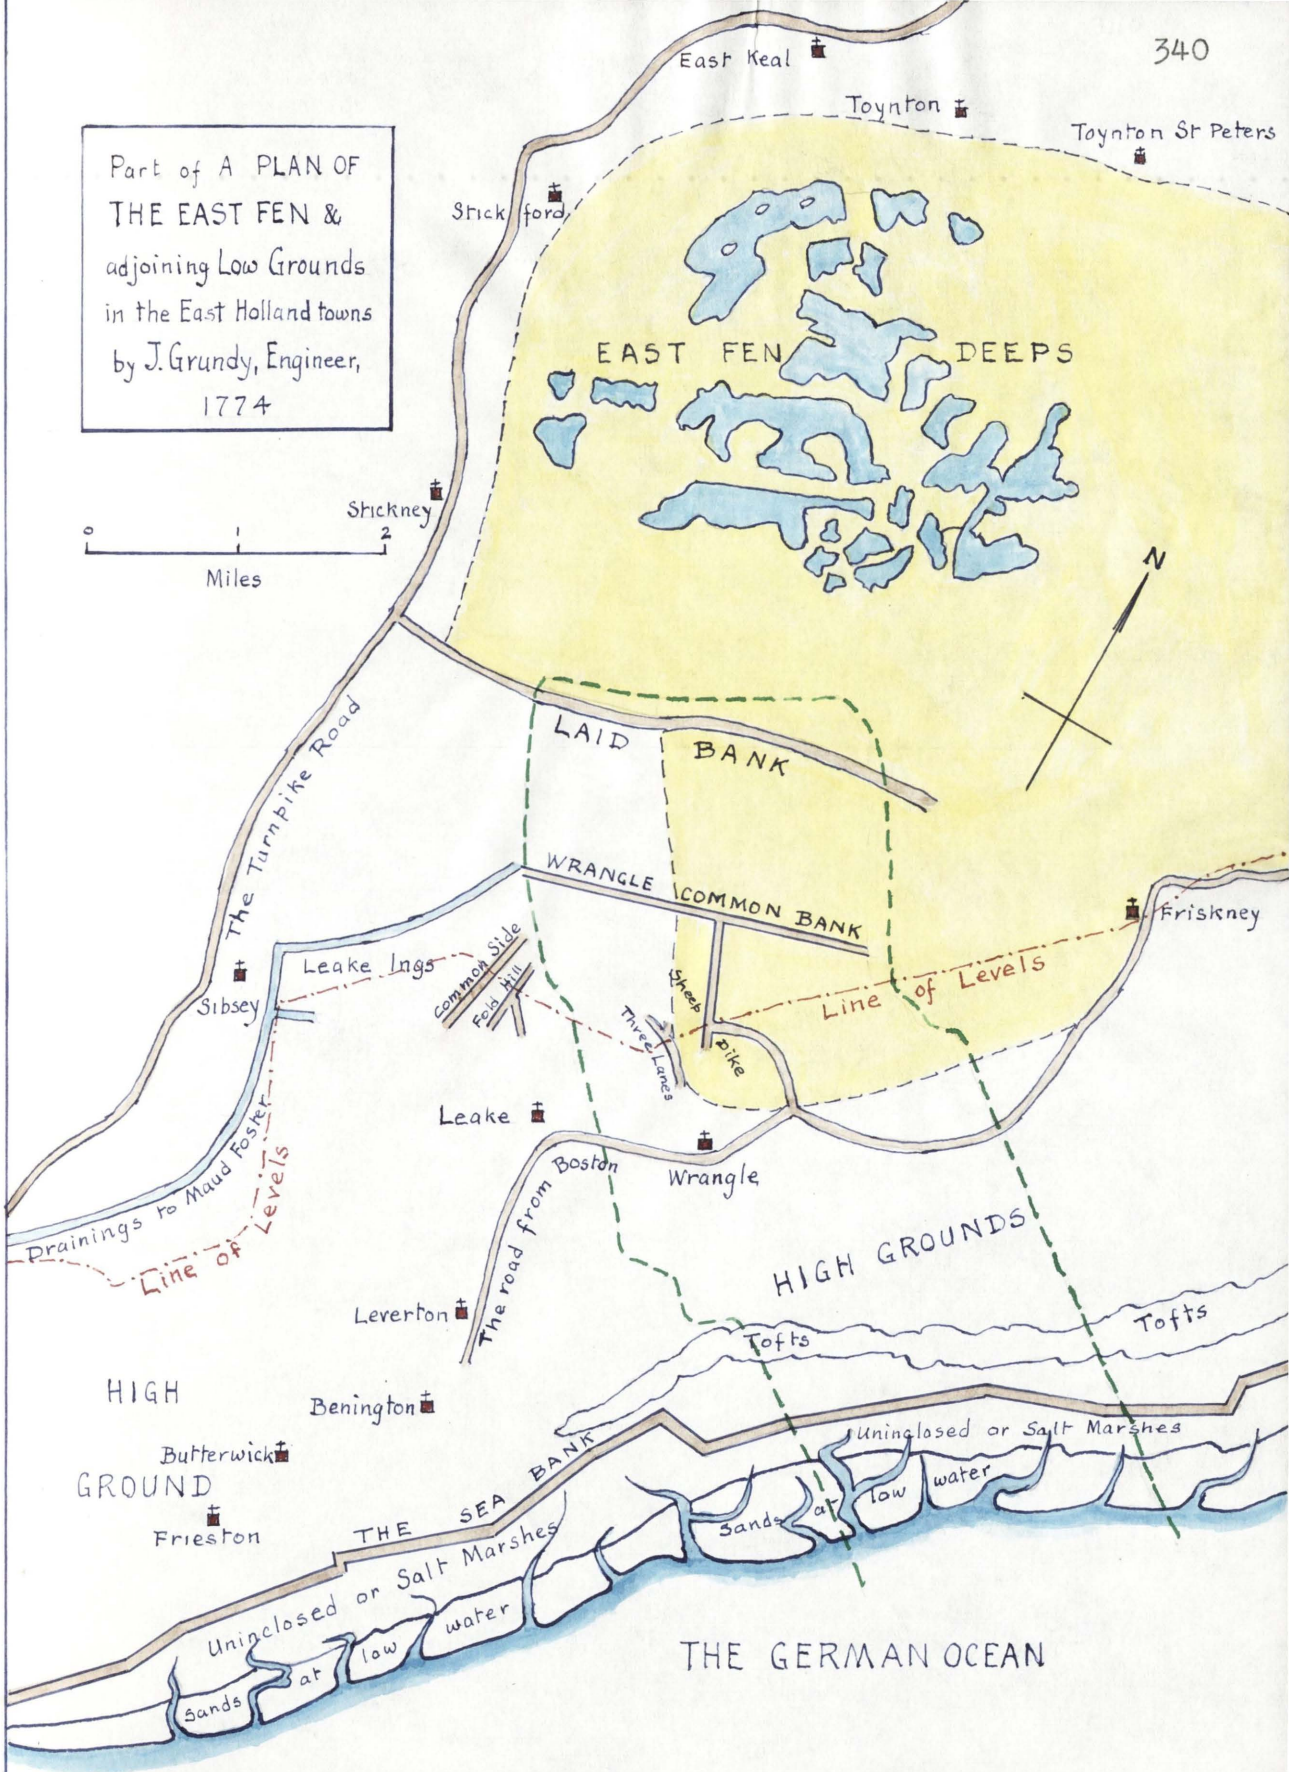 340
East Keal
Toynton
Toynton St Peters
Part of A PLAN OF
THE EAST FEN &
adjoining Low Grounds
in the East Holland towns
by J. Grundy, Engineer,
1774
Stickford
EAST FEN DEEPS
Stickney
0 1 2
Miles
N
The Turnpike Road
LAID BANK
WRANGLE COMMON BANK
Friskney
Leake Ings
Common Side
Fold Hill
Sibsey
Sheep Dike
Three Lanes
Line of Levels
Leake
Boston
The road from
Wrangle
Drainings to Maud Foster
Line of Levels
HIGH GROUNDS
Leverton
Tofts
Tofts
HIGH
GROUND
Benington
Butterwick
Frieston
THE SEA BANK
Uninclosed or Salt Marshes
sands at low water
Uninclosed or Salt Marshes
sands at low water
THE GERMAN OCEAN